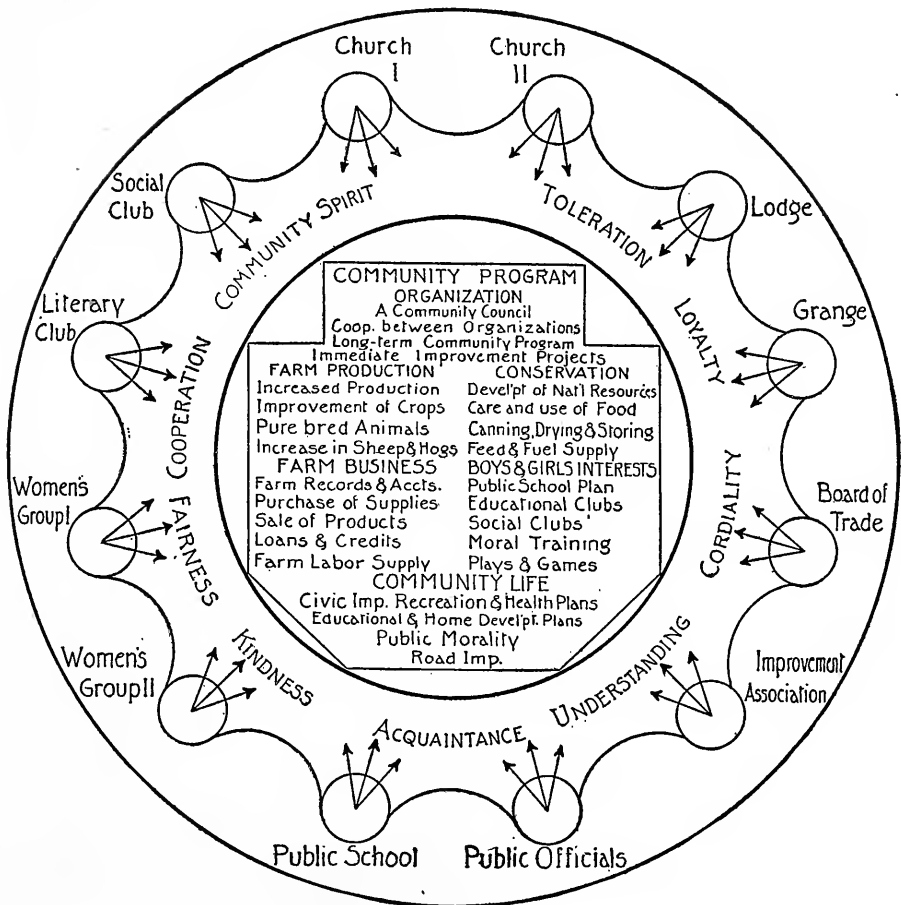 Church
I
Church
II
Social
Club
Lodge
Literary
Club
Grange
Women's
Group I
Board of
Trade
Women's
Group II
Improvement
Association
Public School
Public Officials
COMMUNITY SPIRIT
TOLERATION
COOPERATION
LOYALTY
FAIRNESS
CORDIALITY
KINDNESS
UNDERSTANDING
ACQUAINTANCE
COMMUNITY PROGRAM
ORGANIZATION
A Community Council
Coop. between Organizations
Long-term Community Program
Immediate Improvement Projects
FARM PRODUCTION
Increased Production
Improvement of Crops
Pure bred Animals
Increase in Sheep & Hogs
FARM BUSINESS
Farm Records & Accts.
Purchase of Supplies
Sale of Products
Loans & Credits
Farm Labor Supply
CONSERVATION
Devel'pt of Nat'l Resources
Care and use of Food
Canning, Drying & Storing
Feed & Fuel Supply
BOYS & GIRLS INTERESTS
Public School Plan
Educational Clubs
Social Clubs
Moral Training
Plays & Games
COMMUNITY LIFE
Civic Imp. Recreation & Health Plans
Educational & Home Devel'pt. Plans
Public Morality
Road Imp.